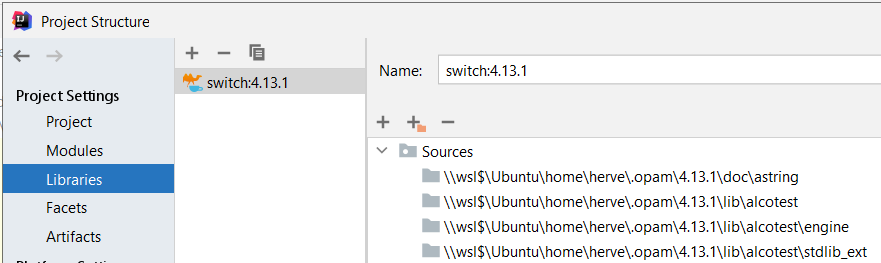 Project Structure
Project Settings
Project
Modules
Libraries
Facets
Artifacts
switch:4.13.1
Name: switch:4.13.1
Sources
\\wsl$\Ubuntu\home\herve\.opam\4.13.1\doc\astring
\\wsl$\Ubuntu\home\herve\.opam\4.13.1\lib\alcotest
\\wsl$\Ubuntu\home\herve\.opam\4.13.1\lib\alcotest\engine
\\wsl$\Ubuntu\home\herve\.opam\4.13.1\lib\alcotest\stdlib_ext